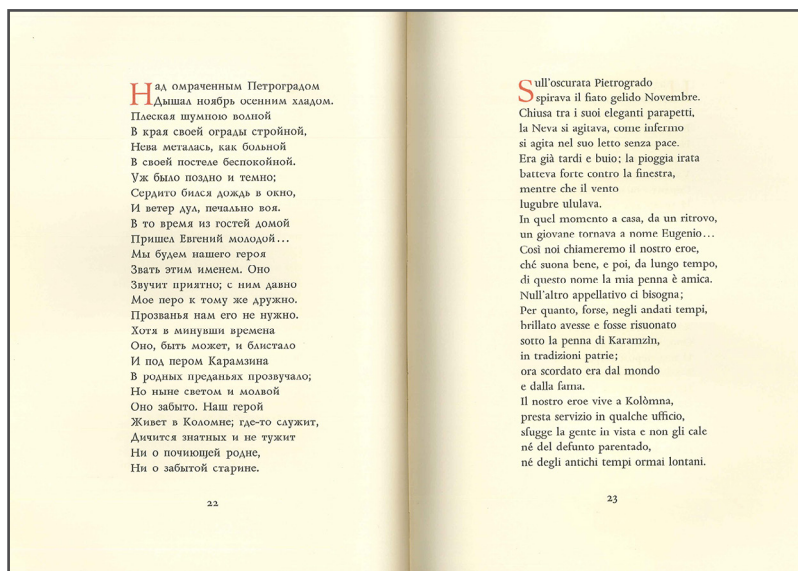 Над омраченным Петроградом
Дышал ноябрь осенним хладом.
Плеская шумною волной
В края своей ограды стройной,
Нева металась, как больной
В своей постеле беспокойной.
Уж было поздно и темно;
Сердито бился дождь в окно,
И ветер дул, печально воя.
В то время из гостей домой
Пришел Евгений молодой...
Мы будем нашего героя
Звать этим именем. Оно
Звучит приятно; с ним давно
Мое перо к тому же дружно.
Прозванья нам его не нужно.
Хотя в минувши времена
Оно, быть может, и блистало
И под пером Карамзина
В родных преданьях прозвучало;
Но ныне светом и молвой
Оно забыто. Наш герой
Живет в Коломне; где-то служит,
Дичится знатных и не тужит
Ни о почиющей родне,
Ни о забытой старине.
22
Sull'oscurata Pietrogrado
spirava il fiato gelido Novembre.
Chiusa tra i suoi eleganti parapetti,
la Neva si agitava, come infermo
si agita nel suo letto senza pace.
Era già tardi e buio; la pioggia irata
batteva forte contro la finestra,
mentre che il vento
lugubre ululava.
In quel momento a casa, da un ritrovo,
un giovane tornava a nome Eugenio...
Così noi chiameremo il nostro eroe,
ché suona bene, e poi, da lungo tempo,
di questo nome la mia penna è amica.
Null'altro appellativo ci bisogna;
Per quanto, forse, negli andati tempi,
brillato avesse e fosse risuonato
sotto la penna di Karamzìn,
in tradizioni patrie;
ora scordato era dal mondo
e dalla fama.
Il nostro eroe vive a Kolòmna,
presta servizio in qualche ufficio,
sfugge la gente in vista e non gli cale
né del defunto parentado,
né degli antichi tempi ormai lontani.
23